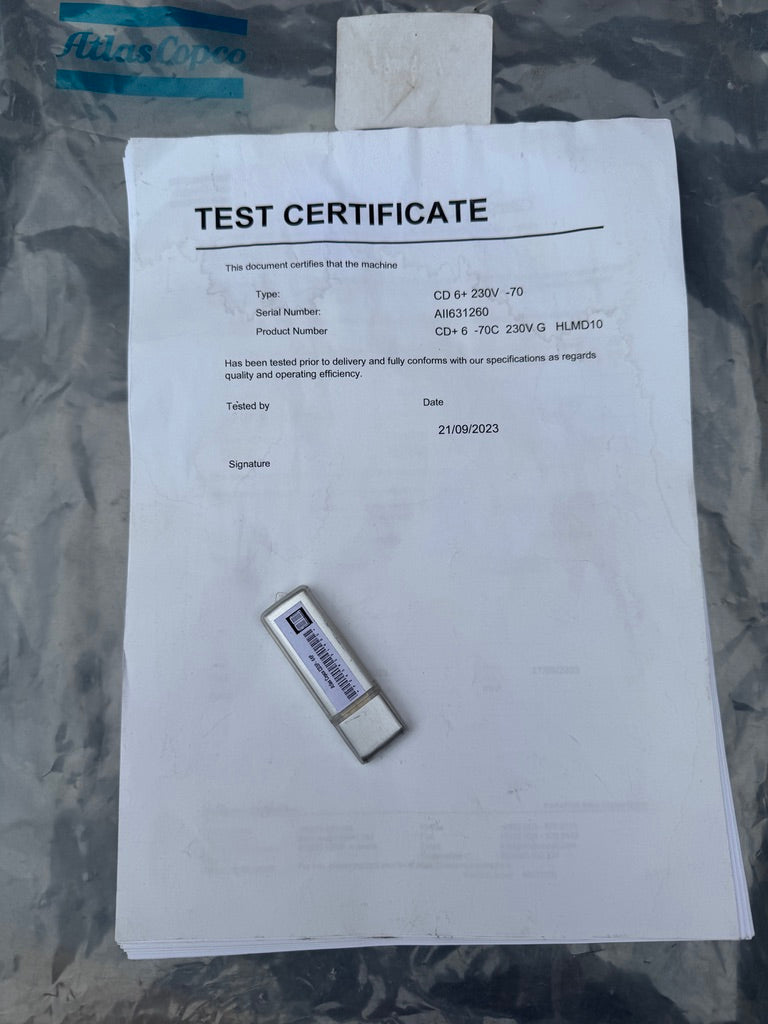 Atlas Copco
TEST CERTIFICATE
This document certifies that the machine
Type: CD 6+ 230V -70
Serial Number: AII631260
Product Number CD+ 6 -70C 230V G HLMD10
Has been tested prior to delivery and fully conforms with our specifications as regards
quality and operating efficiency.
Tested by Date
21/09/2023
Signature